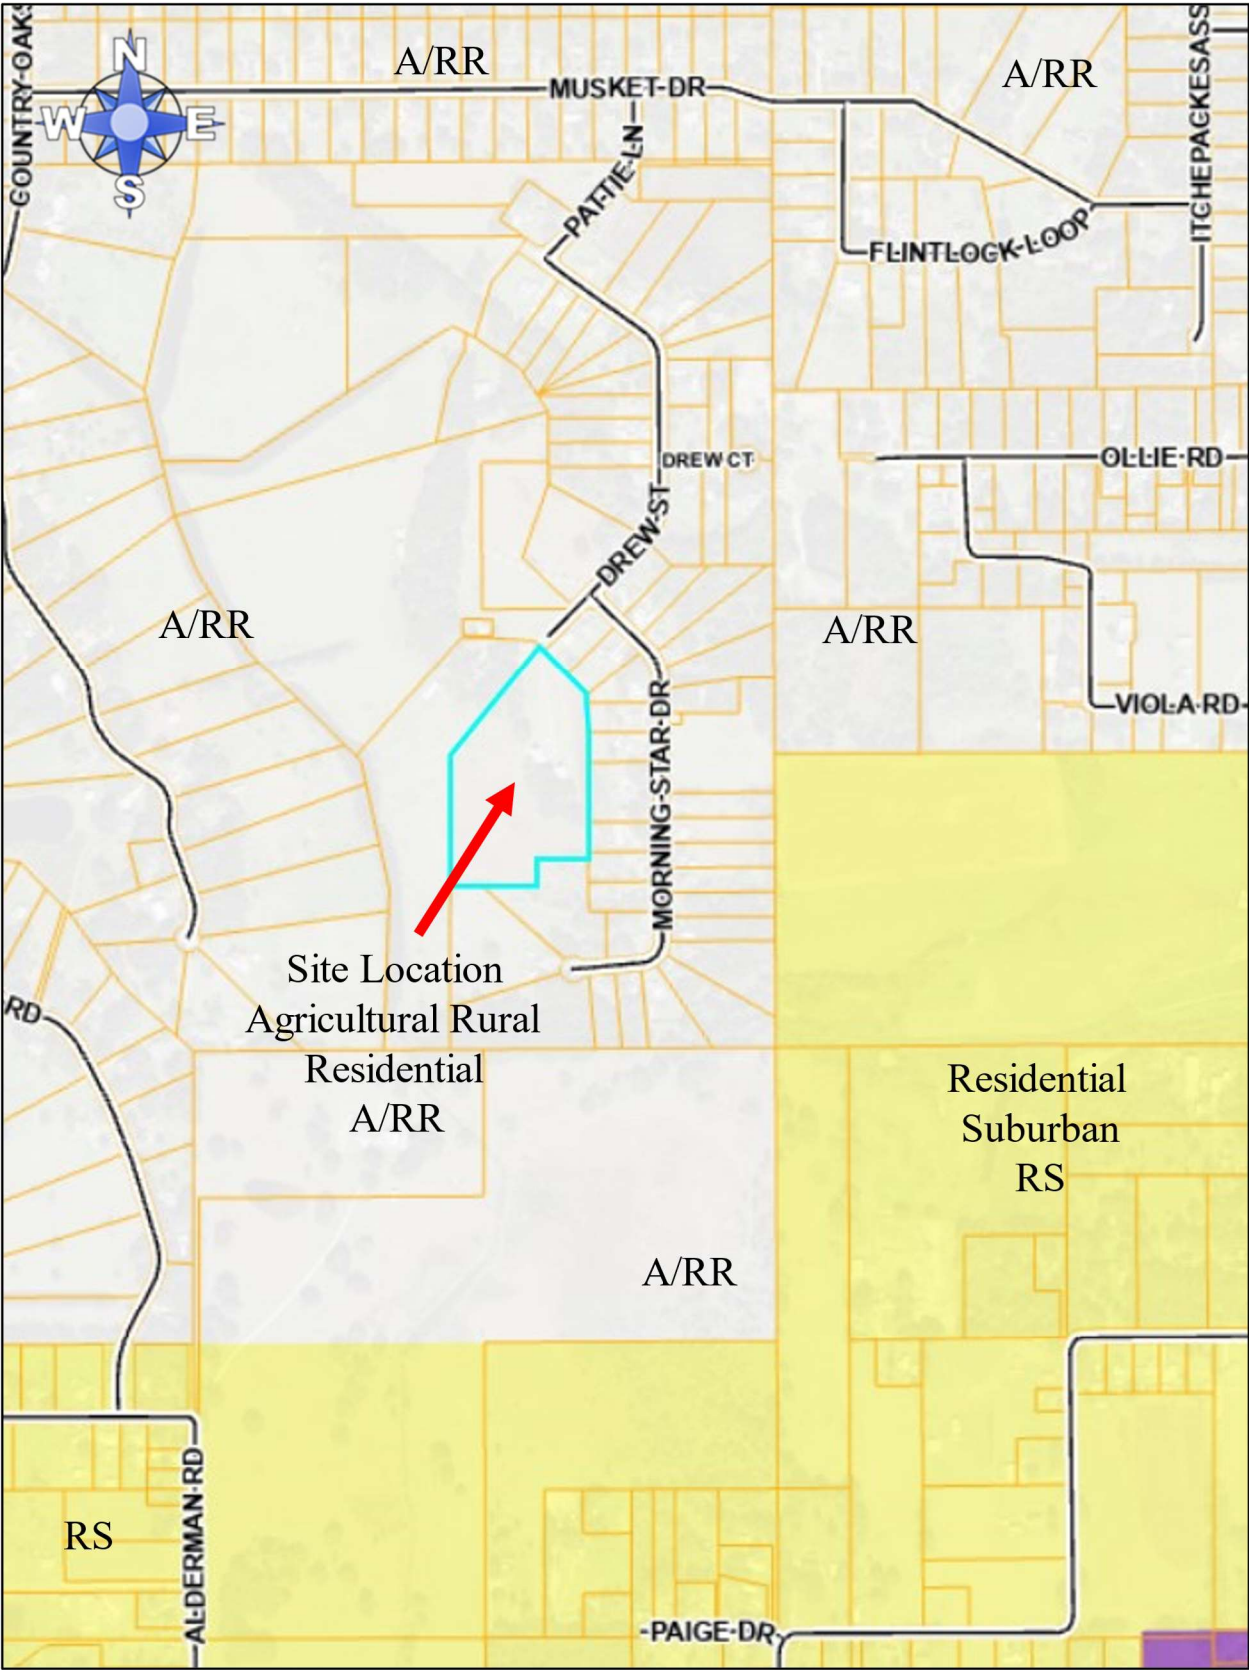 COUNTRY-OAKS
N
W
E
S
A/RR
MUSKET-DR
A/RR
ITCHEPACKESASS
PATTIE-LN
FLINTLOCK-LOOP
DREW CT
OLLIE-RD
DREW-ST
A/RR
A/RR
VIOLA-RD
MORNING-STAR-DR
Site Location
Agricultural Rural
Residential
A/RR
RD
Residential
Suburban
RS
A/RR
RS
ALDERMAN-RD
PAIGE-DR